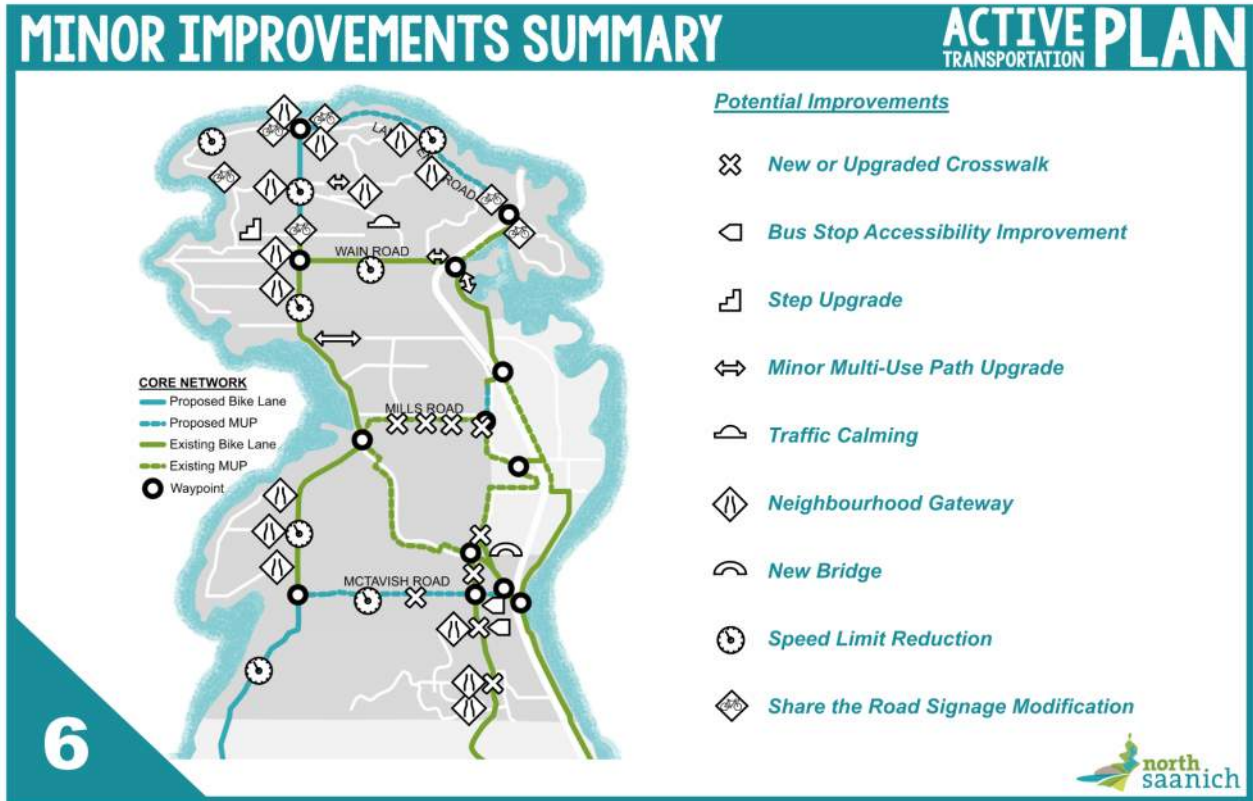 MINOR IMPROVEMENTS SUMMARY
ACTIVE TRANSPORTATION PLAN
WAIN ROAD
CORE NETWORK
Proposed Bike Lane
Proposed MUP
Existing Bike Lane
Existing MUP
Waypoint
MILLS ROAD
MCTAVISH ROAD
Potential Improvements
New or Upgraded Crosswalk
Bus Stop Accessibility Improvement
Step Upgrade
Minor Multi-Use Path Upgrade
Traffic Calming
Neighbourhood Gateway
New Bridge
Speed Limit Reduction
Share the Road Signage Modification
6
north
saanich